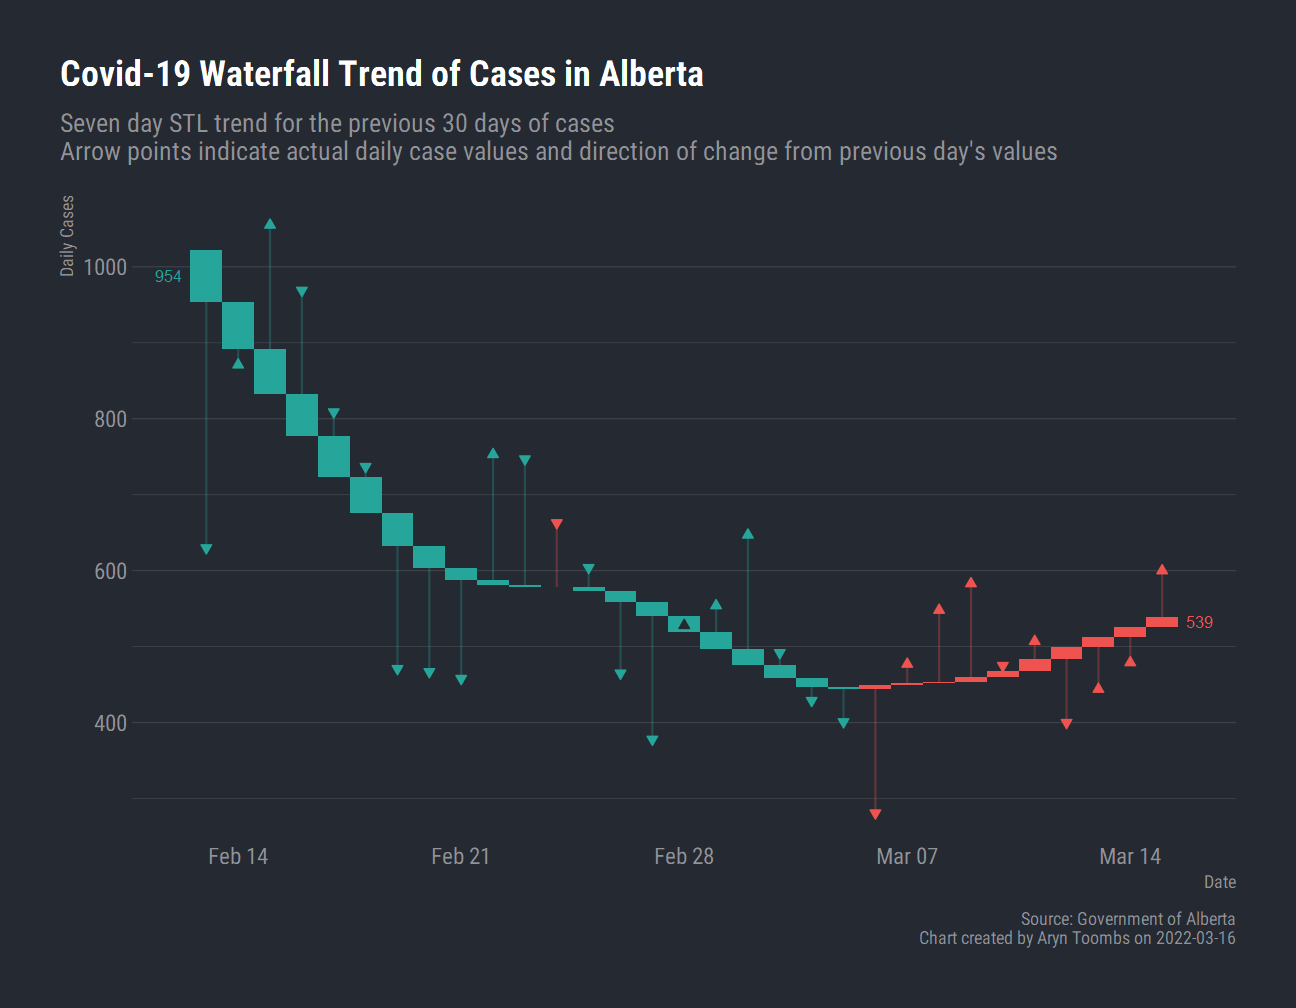 Covid-19 Waterfall Trend of Cases in Alberta
Seven day STL trend for the previous 30 days of cases
Arrow points indicate actual daily case values and direction of change from previous day's values
Daily Cases
1000
800
600
400
954
539
Feb 14
Feb 21
Feb 28
Mar 07
Mar 14
Date
Source: Government of Alberta
Chart created by Aryn Toombs on 2022-03-16